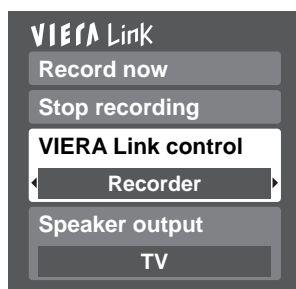 VIERA Link
Record now
Stop recording
VIERA Link control
Recorder
Speaker output
TV